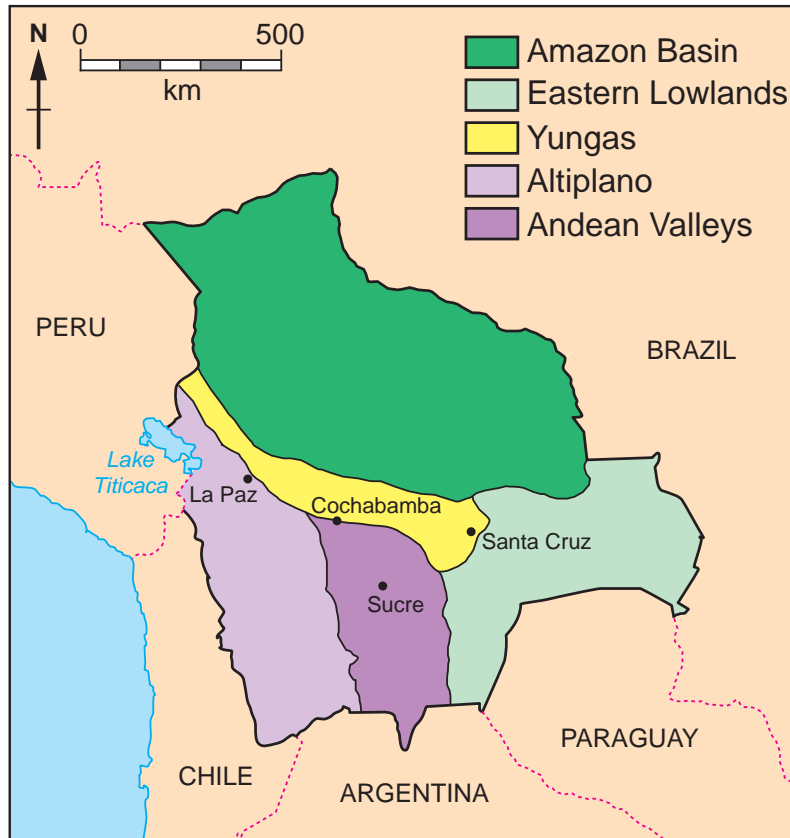 N
0 500
km
Amazon Basin
Eastern Lowlands
Yungas
Altiplano
Andean Valleys
PERU
BRAZIL
Lake
Titicaca
La Paz
Cochabamba
Santa Cruz
Sucre
PARAGUAY
CHILE
ARGENTINA